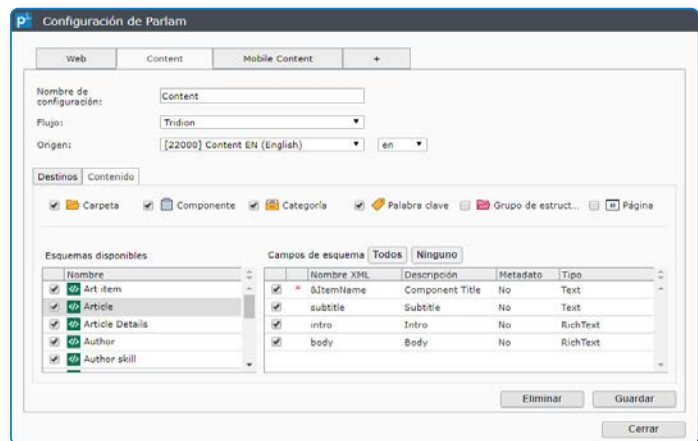 p Configuración de Parlam
Web Content Mobile Content +
Nombre de
configuración: Content
Flujo: Tridion
Origen: [22000] Content EN (English) en
Destinos Contenido
Carpeta Componente Categoría Palabra clave Grupo de estruct... Página
Esquemas disponibles Campos de esquema Todos Ninguno
Nombre Nombre XML Descripción Metadato Tipo
Art item * &ItemName Component Title No Text
Article subtitle Subtitle No Text
Article Details intro Intro No RichText
Author body Body No RichText
Author skill
Eliminar Guardar
Cerrar